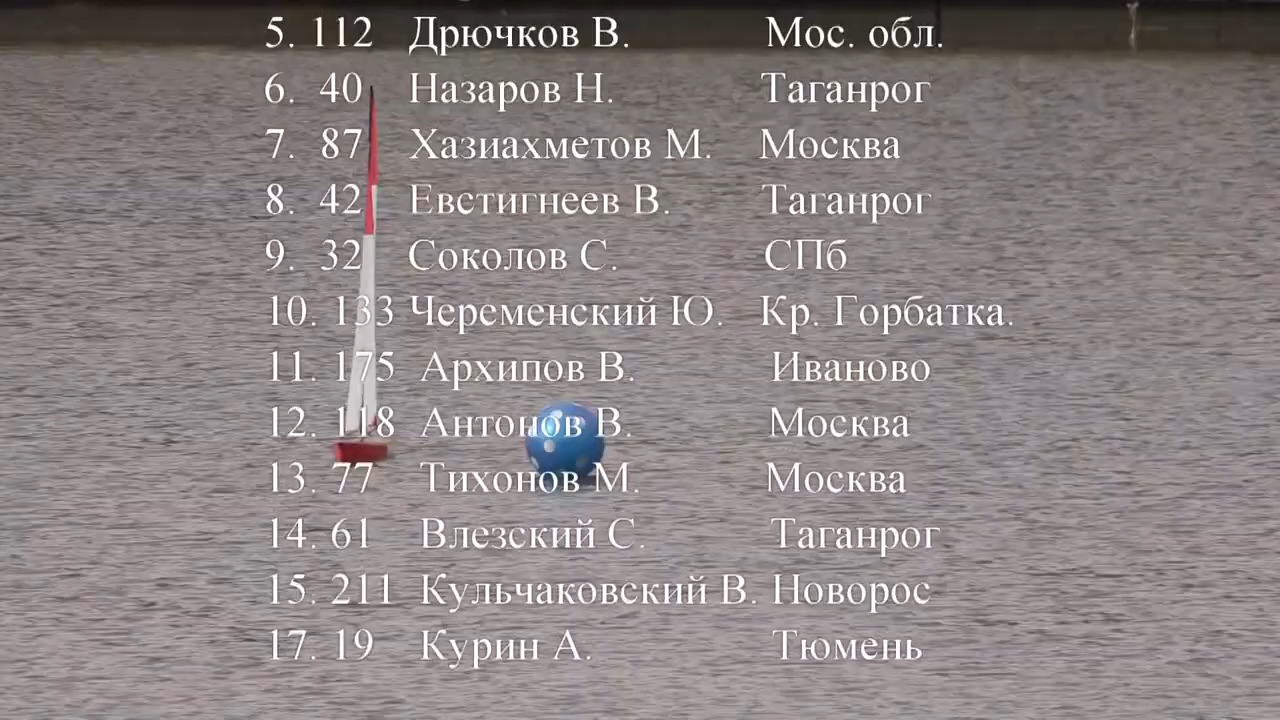 5. 112 Дрючков В. Мос. обл.
6. 40 Назаров Н. Таганрог
7. 87 Хазиахметов М. Москва
8. 42 Евстигнеев В. Таганрог
9. 32 Соколов С. СПб
10. 133 Череменский Ю. Кр. Горбатка.
11. 175 Архипов В. Иваново
12. 118 Антонов В. Москва
13. 77 Тихонов М. Москва
14. 61 Влезский С. Таганрог
15. 211 Кульчаковский В. Новорос
17. 19 Курин А. Тюмень